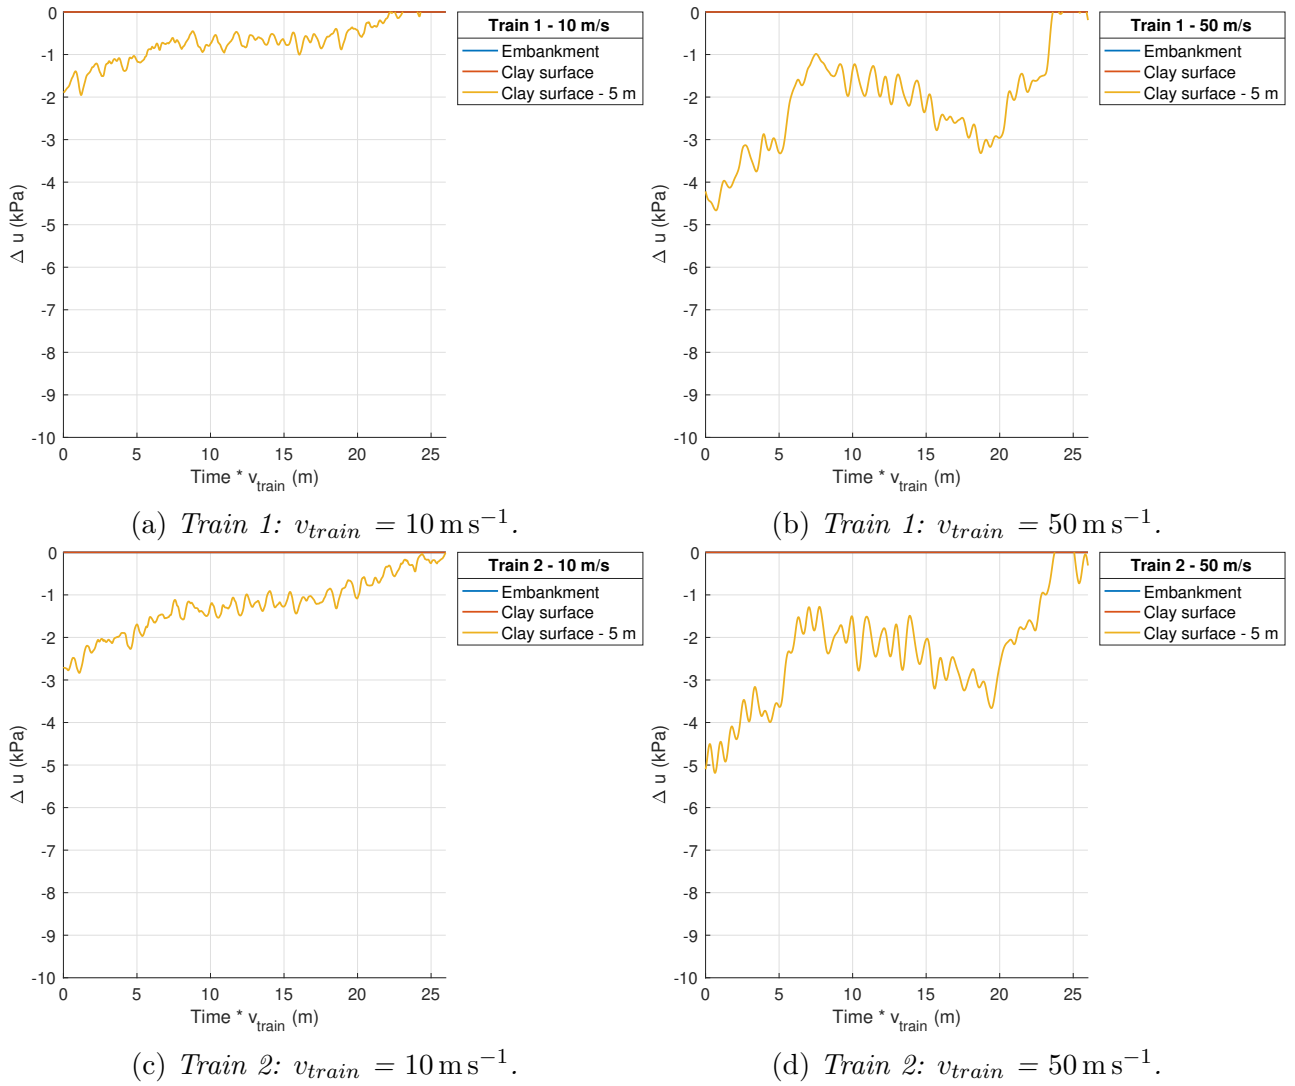 0
-1
-2
-3
-4
-5
-6
-7
-8
-9
-10
Δ u (kPa)
0 5 10 15 20 25
Time * v_train (m)
Train 1 - 10 m/s
Embankment
Clay surface
Clay surface - 5 m
(a) Train 1: v_train = 10 m s⁻¹.
0
-1
-2
-3
-4
-5
-6
-7
-8
-9
-10
Δ u (kPa)
0 5 10 15 20 25
Time * v_train (m)
Train 1 - 50 m/s
Embankment
Clay surface
Clay surface - 5 m
(b) Train 1: v_train = 50 m s⁻¹.
0
-1
-2
-3
-4
-5
-6
-7
-8
-9
-10
Δ u (kPa)
0 5 10 15 20 25
Time * v_train (m)
Train 2 - 10 m/s
Embankment
Clay surface
Clay surface - 5 m
(c) Train 2: v_train = 10 m s⁻¹.
0
-1
-2
-3
-4
-5
-6
-7
-8
-9
-10
Δ u (kPa)
0 5 10 15 20 25
Time * v_train (m)
Train 2 - 50 m/s
Embankment
Clay surface
Clay surface - 5 m
(d) Train 2: v_train = 50 m s⁻¹.